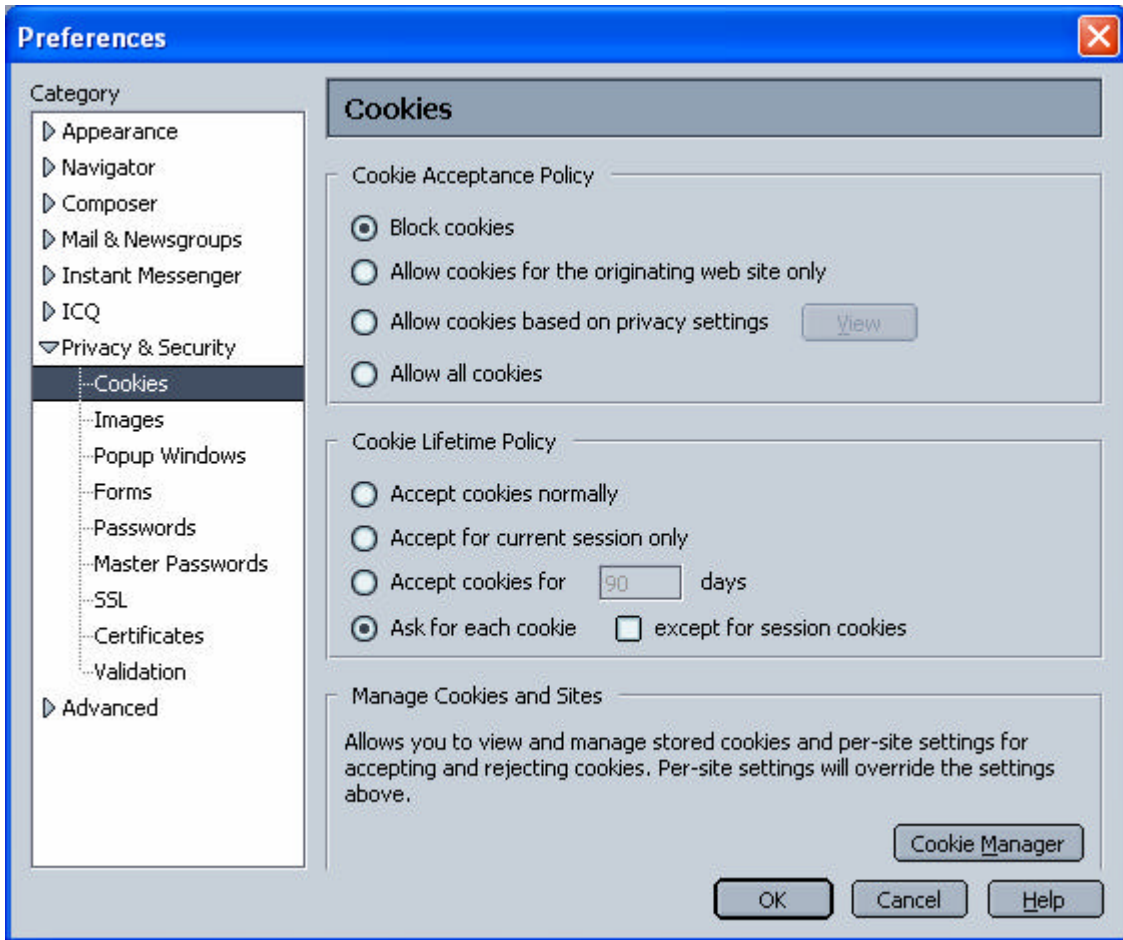 Preferences
Category
Appearance
Navigator
Composer
Mail & Newsgroups
Instant Messenger
ICQ
Privacy & Security
Cookies
Images
Popup Windows
Forms
Passwords
Master Passwords
SSL
Certificates
Validation
Advanced
Cookies
Cookie Acceptance Policy
Block cookies
Allow cookies for the originating web site only
Allow cookies based on privacy settings View
Allow all cookies
Cookie Lifetime Policy
Accept cookies normally
Accept for current session only
Accept cookies for 90 days
Ask for each cookie except for session cookies
Manage Cookies and Sites
Allows you to view and manage stored cookies and per-site settings for
accepting and rejecting cookies. Per-site settings will override the settings
above.
Cookie Manager
OK Cancel Help